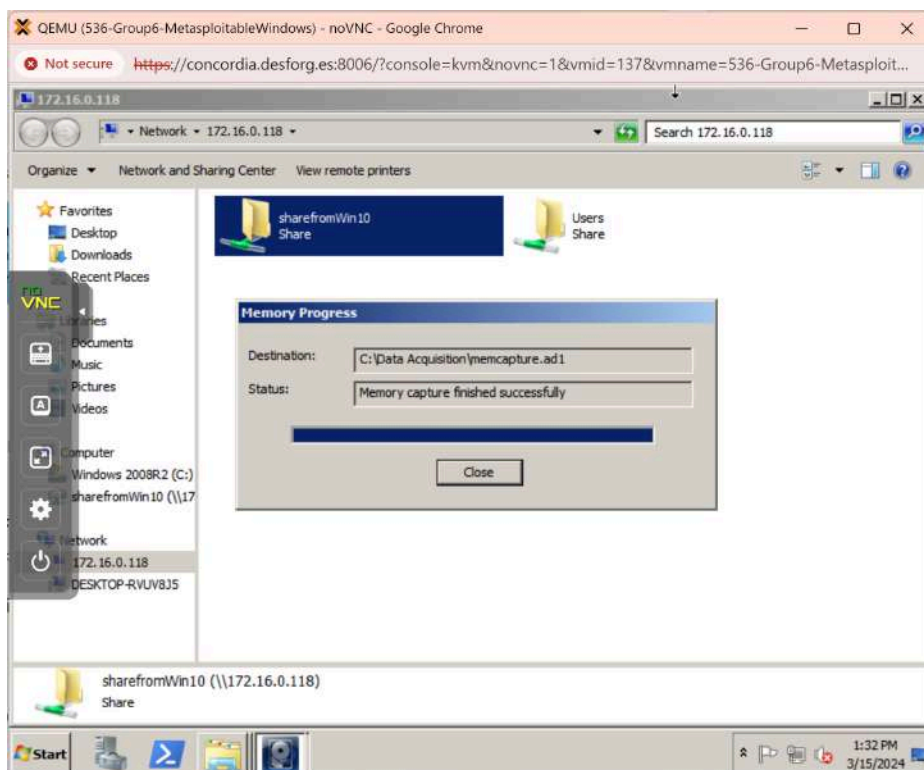 QEMU (536-Group6-MetasploitableWindows) - noVNC - Google Chrome
Not secure https://concordia.desforg.es:8006/?console=kvm&novnc=1&vmid=137&vmname=536-Group6-Metasploit...
172.16.0.118
Network 172.16.0.118
Search 172.16.0.118
Organize Network and Sharing Center View remote printers
Favorites
Desktop
Downloads
Recent Places
Documents
Music
Pictures
Videos
Computer
Windows 2008R2 (C:)
sharefromWin10 (\\17
Network
172.16.0.118
DESKTOP-RVUV8J5
no
VNC
A
sharefromWin10
Share
Users
Share
Memory Progress
Destination: C:\Data Acquisition\memcapture.ad1
Status: Memory capture finished successfully
Close
sharefromWin10 (\\172.16.0.118)
Share
Start
1:32 PM
3/15/2024